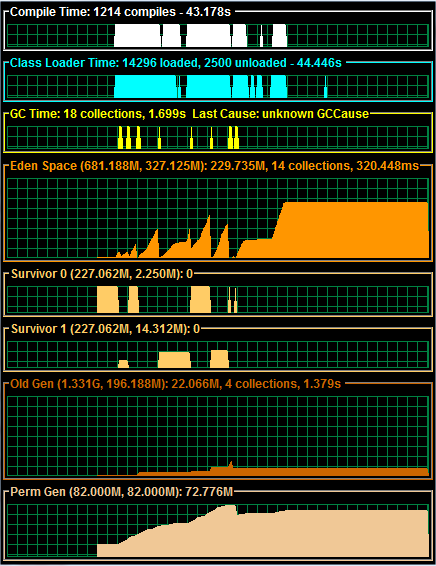 Compile Time: 1214 compiles - 43.178s
Class Loader Time: 14296 loaded, 2500 unloaded - 44.446s
GC Time: 18 collections, 1.699s Last Cause: unknown GCCause
Eden Space (681.188M, 327.125M): 229.735M, 14 collections, 320.448ms
Survivor 0 (227.062M, 2.250M): 0
Survivor 1 (227.062M, 14.312M): 0
Old Gen (1.331G, 196.188M): 22.066M, 4 collections, 1.379s
Perm Gen (82.000M, 82.000M): 72.776M